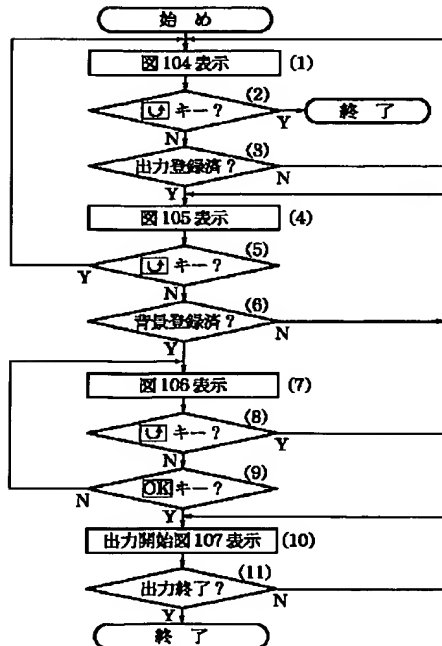 始め
図104表示 (1)
(2)
↺ キー?
Y 終了
N
(3)
出力登録済?
N
Y
図105表示 (4)
(5)
Y ↺ キー?
N
(6)
背景登録済?
N
Y
図106表示 (7)
(8)
↺ キー?
Y
N
(9)
N OKキー?
Y
出力開始図107表示 (10)
(11)
出力終了?
N
Y
終了